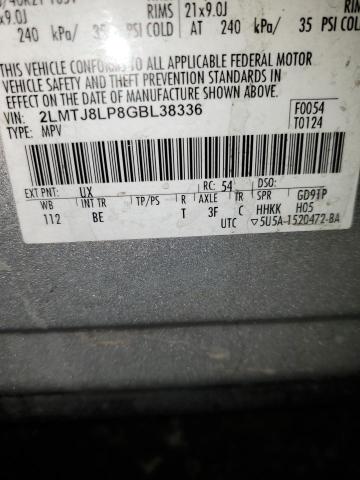 RIMS 21x9.0J
x9.0J
240 kPa/ 35 PSI COLD AT 240 kPa/ 35 PSI COLD
THIS VEHICLE CONFORMS TO ALL APPLICABLE FEDERAL MOTOR
VEHICLE SAFETY AND THEFT PREVENTION STANDARDS IN EFFECT
ON THE DATE OF MANUFACTURE SHOWN ABOVE.
VIN: 2LMTJ8LP8GBL38336 F0054
TYPE: MPV T0124
EXT PNT: UX RC: 54 DSO:
WB INT TR TP/PS R AXLE TR SPR GD9TP
112 BE T 3F C HHKK H05
UTC ▽5U5A-1520472-BA